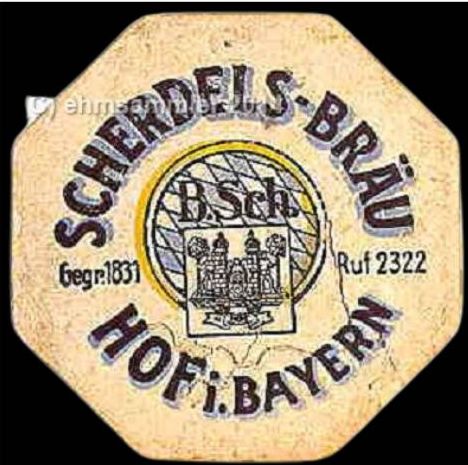 SCHERDELS-BRÄU
B.Sch.
Gegr.1831
Ruf 2322
HOF i. BAYERN